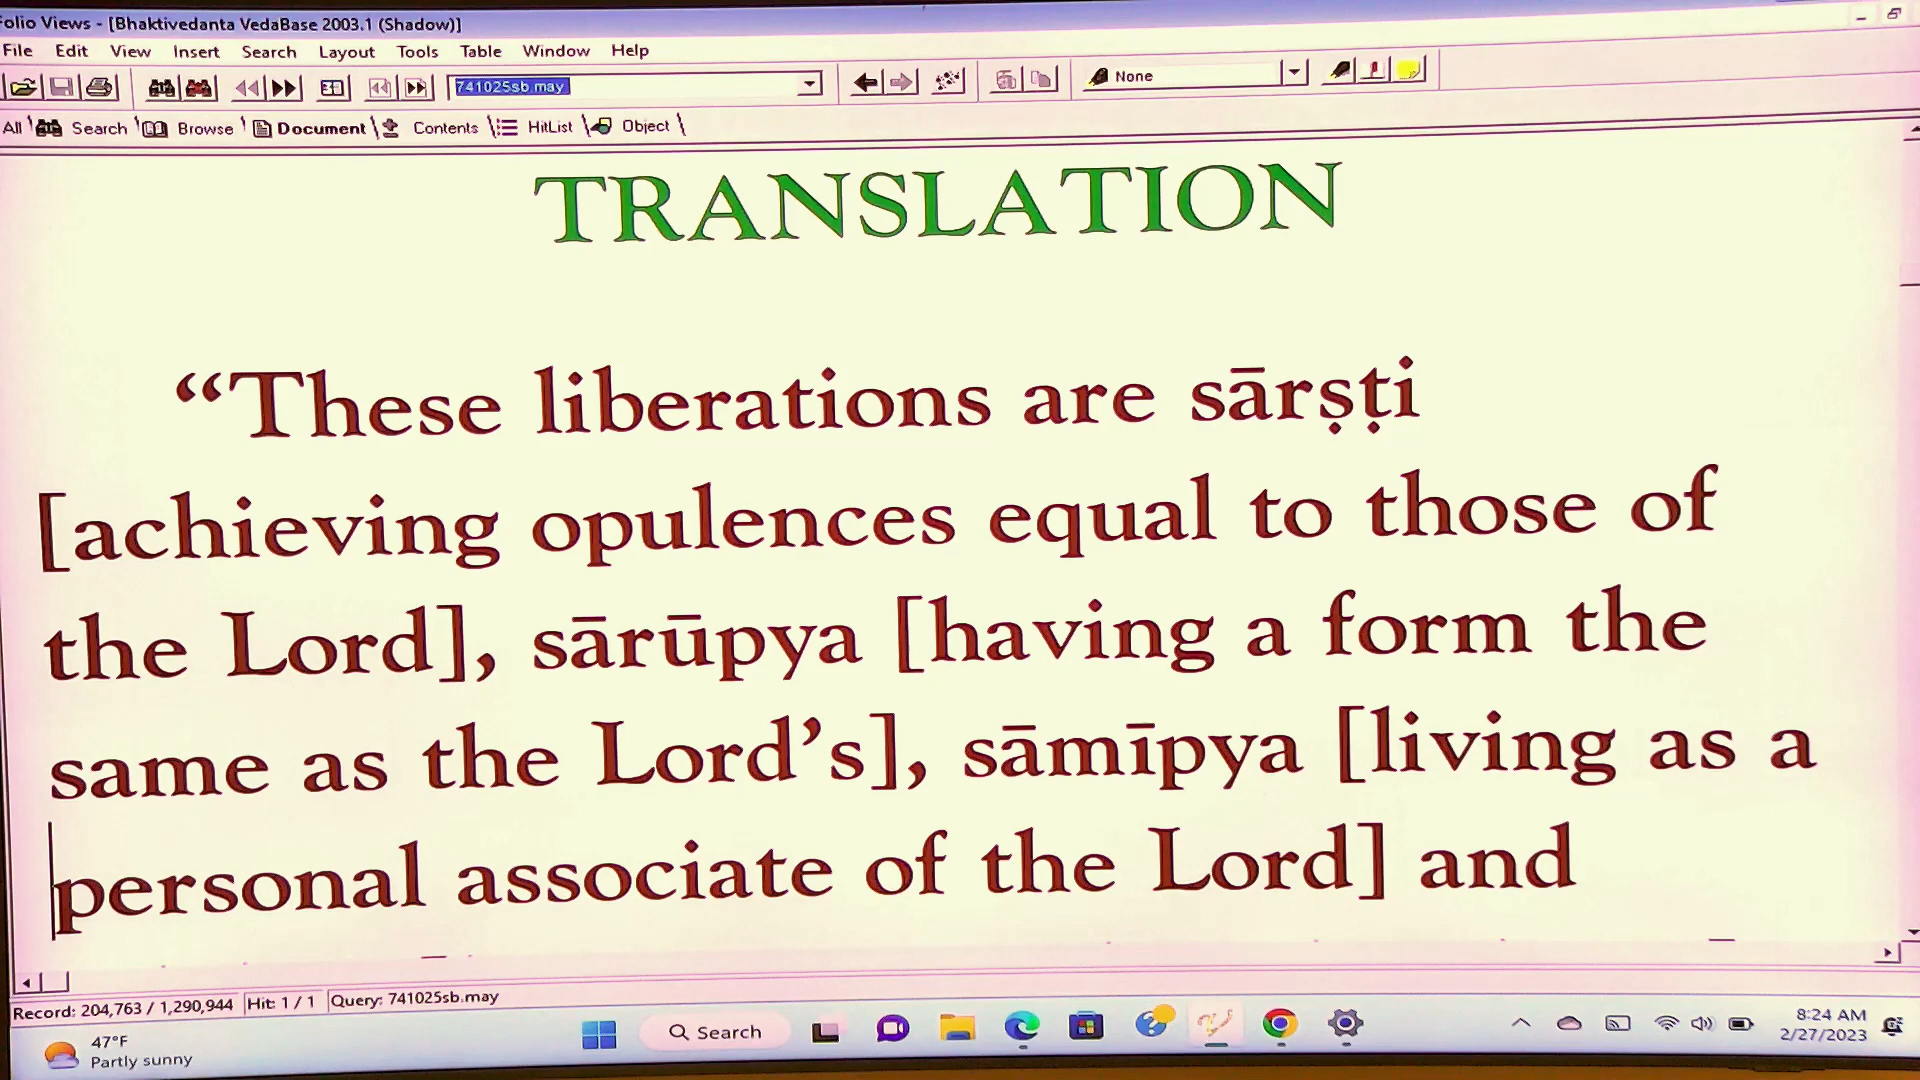 Folio Views - [Bhaktivedanta VedaBase 2003.1 (Shadow)]
File Edit View Insert Search Layout Tools Table Window Help
741025sb may
None
All Search Browse Document Contents HitList Object
TRANSLATION
“These liberations are sārṣṭi
[achieving opulences equal to those of
the Lord], sārūpya [having a form the
same as the Lord’s], sāmīpya [living as a
personal associate of the Lord] and
Record: 204,763 / 1,290,944 Hit: 1 / 1 Query: 741025sb.may
47°F
Partly sunny
Search
8:24 AM
2/27/2023